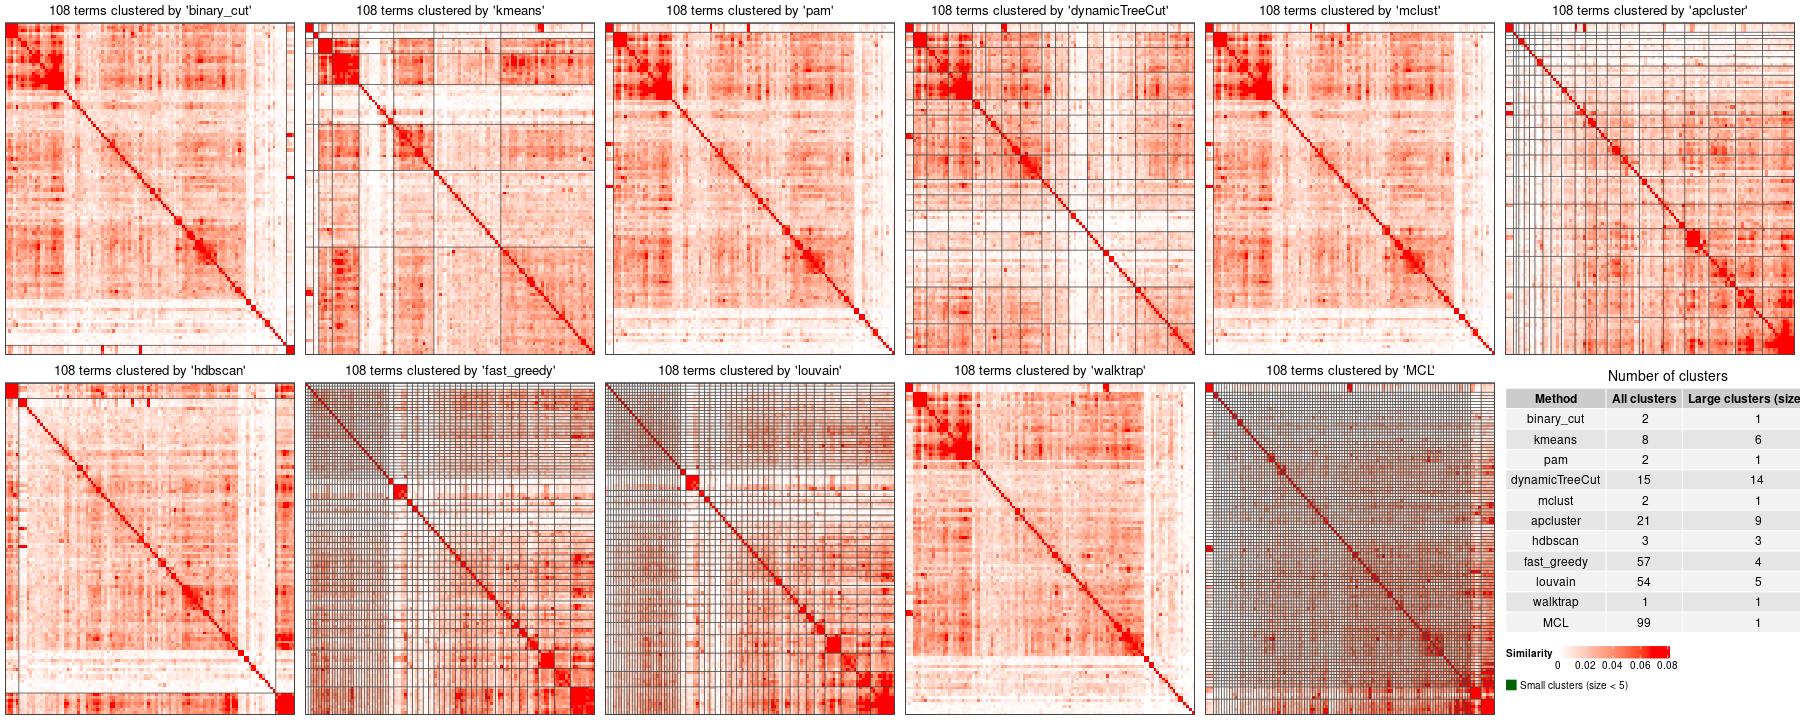 108 terms clustered by 'binary_cut'
108 terms clustered by 'kmeans'
108 terms clustered by 'pam'
108 terms clustered by 'dynamicTreeCut'
108 terms clustered by 'mclust'
108 terms clustered by 'apcluster'
108 terms clustered by 'hdbscan'
108 terms clustered by 'fast_greedy'
108 terms clustered by 'louvain'
108 terms clustered by 'walktrap'
108 terms clustered by 'MCL'
Number of clusters
Method All clusters Large clusters (size
binary_cut 2 1
kmeans 8 6
pam 2 1
dynamicTreeCut 15 14
mclust 2 1
apcluster 21 9
hdbscan 3 3
fast_greedy 57 4
louvain 54 5
walktrap 1 1
MCL 99 1
Similarity
0 0.02 0.04 0.06 0.08
Small clusters (size < 5)